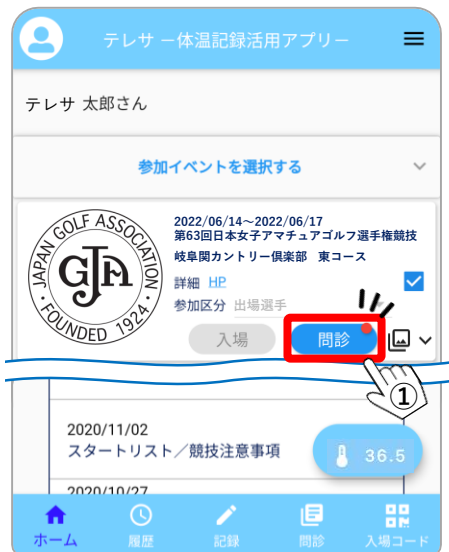 テレサ －体温記録活用アプリ－
テレサ 太郎さん
参加イベントを選択する
JAPAN GOLF ASSOCIATION
GJA
FOUNDED 1924
2022/06/14～2022/06/17
第63回日本女子アマチュアゴルフ選手権競技
岐阜関カントリー倶楽部 東コース
詳細 HP
参加区分 出場選手
入場
問診
①
2020/11/02
スタートリスト／競技注意事項
36.5
2020/10/27
ホーム
履歴
記録
問診
入場コード